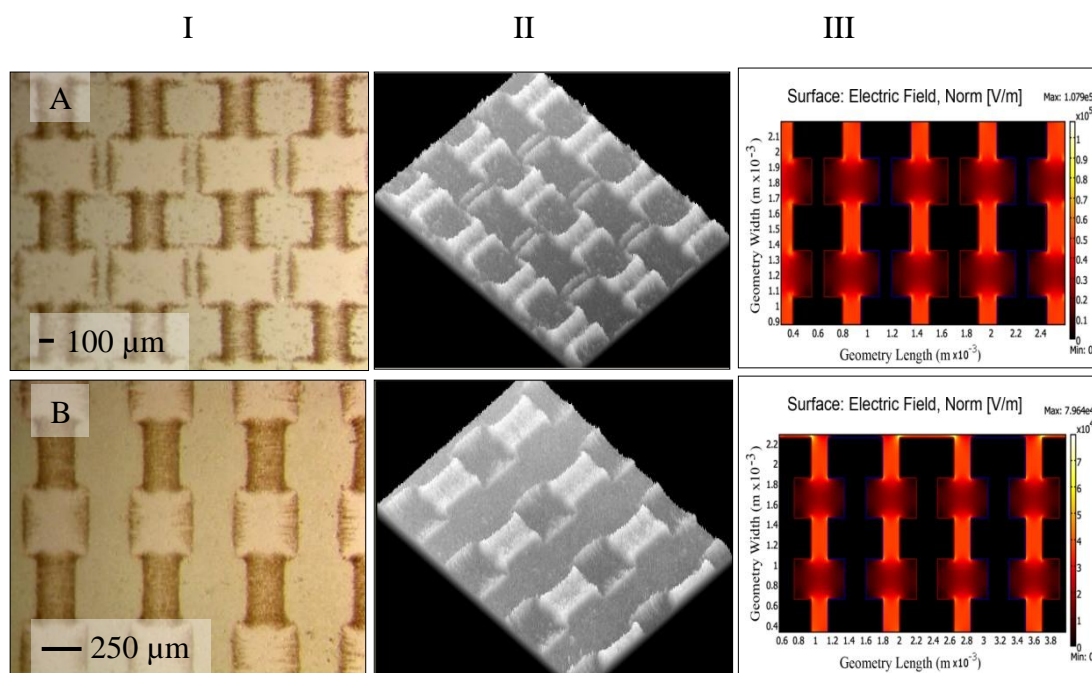 I II III
A
100 µm
Surface: Electric Field, Norm [V/m] Max: 1.079e5
x10⁵
Geometry Width (m x10⁻³)
2.2
2.1
2
1.9
1.8
1.7
1.6
1.5
1.4
1.3
1.2
1.1
1
0.9
0.4 0.6 0.8 1 1.2 1.4 1.6 1.8 2 2.2 2.4
Geometry Length (m x10⁻³)
1
0.9
0.8
0.7
0.6
0.5
0.4
0.3
0.2
0.1
0
Min: 0
B
250 µm
Surface: Electric Field, Norm [V/m] Max: 7.964e4
x10⁴
Geometry Width (m x10⁻³)
2.2
2
1.8
1.6
1.4
1.2
1
0.8
0.6
0.4
0.6 0.8 1 1.2 1.4 1.6 1.8 2 2.2 2.4 2.6 2.8 3 3.2 3.4 3.6 3.8
Geometry Length (m x10⁻³)
7
6
5
4
3
2
1
0
Min: 0